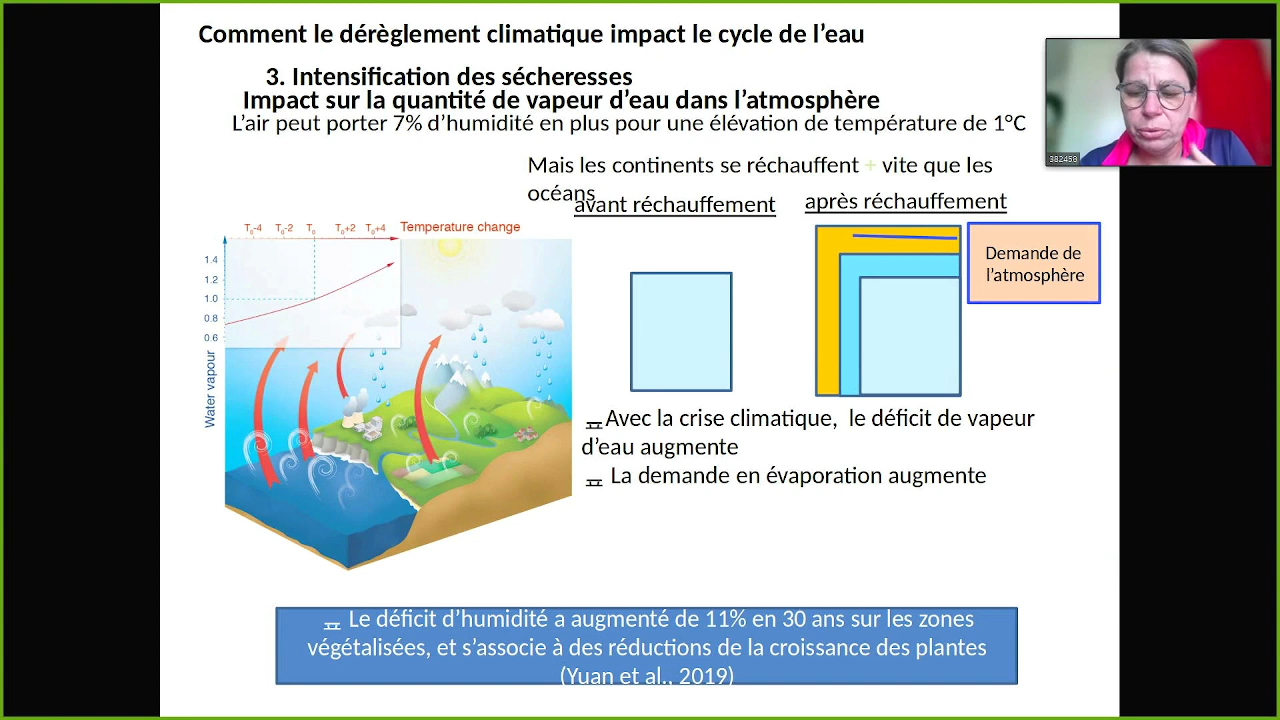 Comment le dérèglement climatique impact le cycle de l’eau
3. Intensification des sécheresses
Impact sur la quantité de vapeur d’eau dans l’atmosphère
L’air peut porter 7% d’humidité en plus pour une élévation de température de 1°C
Mais les continents se réchauffent + vite que les
océans
avant réchauffement
après réchauffement
T0-4 T0-2 T0 T0+2 T0+4 Temperature change
1.4
1.2
1.0
0.8
0.6
Water vapour
Demande de
l’atmosphère
Avec la crise climatique, le déficit de vapeur
d’eau augmente
La demande en évaporation augmente
Le déficit d’humidité a augmenté de 11% en 30 ans sur les zones
végétalisées, et s’associe à des réductions de la croissance des plantes
(Yuan et al., 2019)
382458